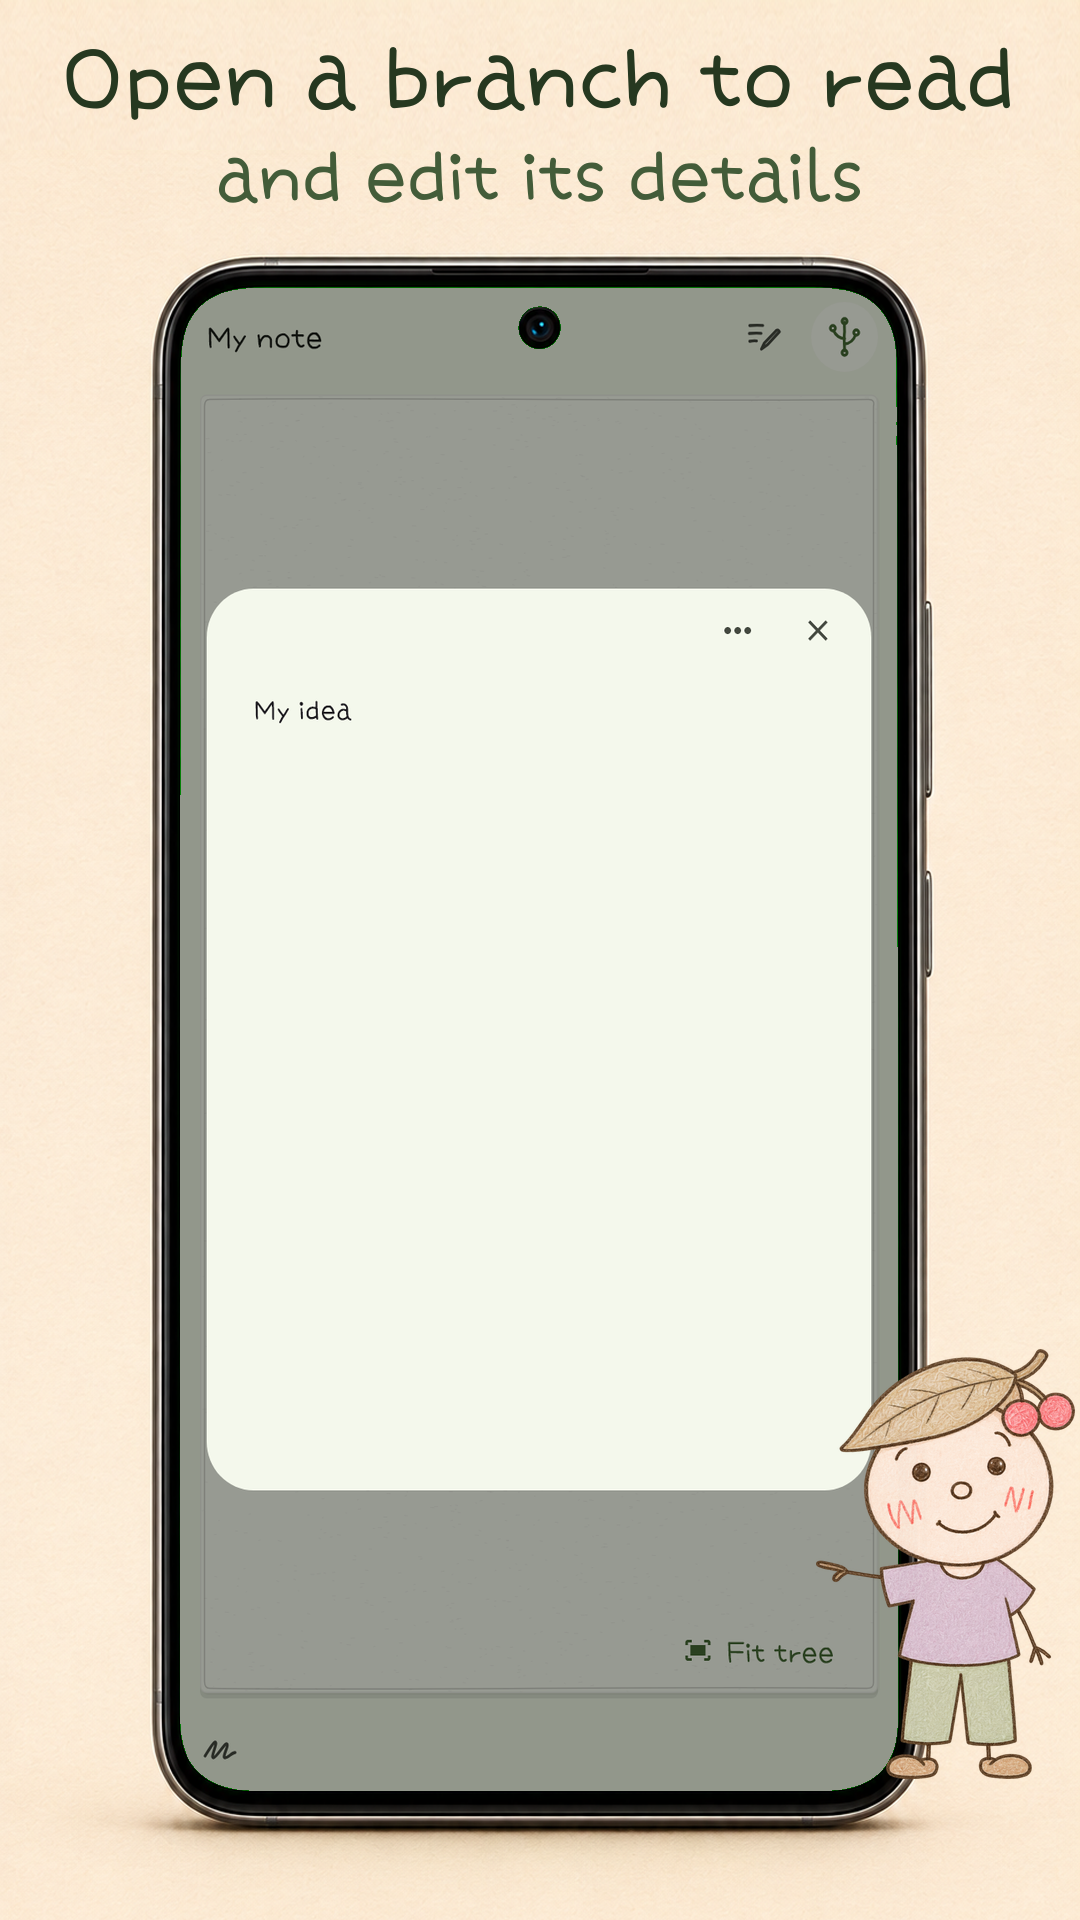 Open a branch to read
and edit its details
My note
My idea
Fit tree